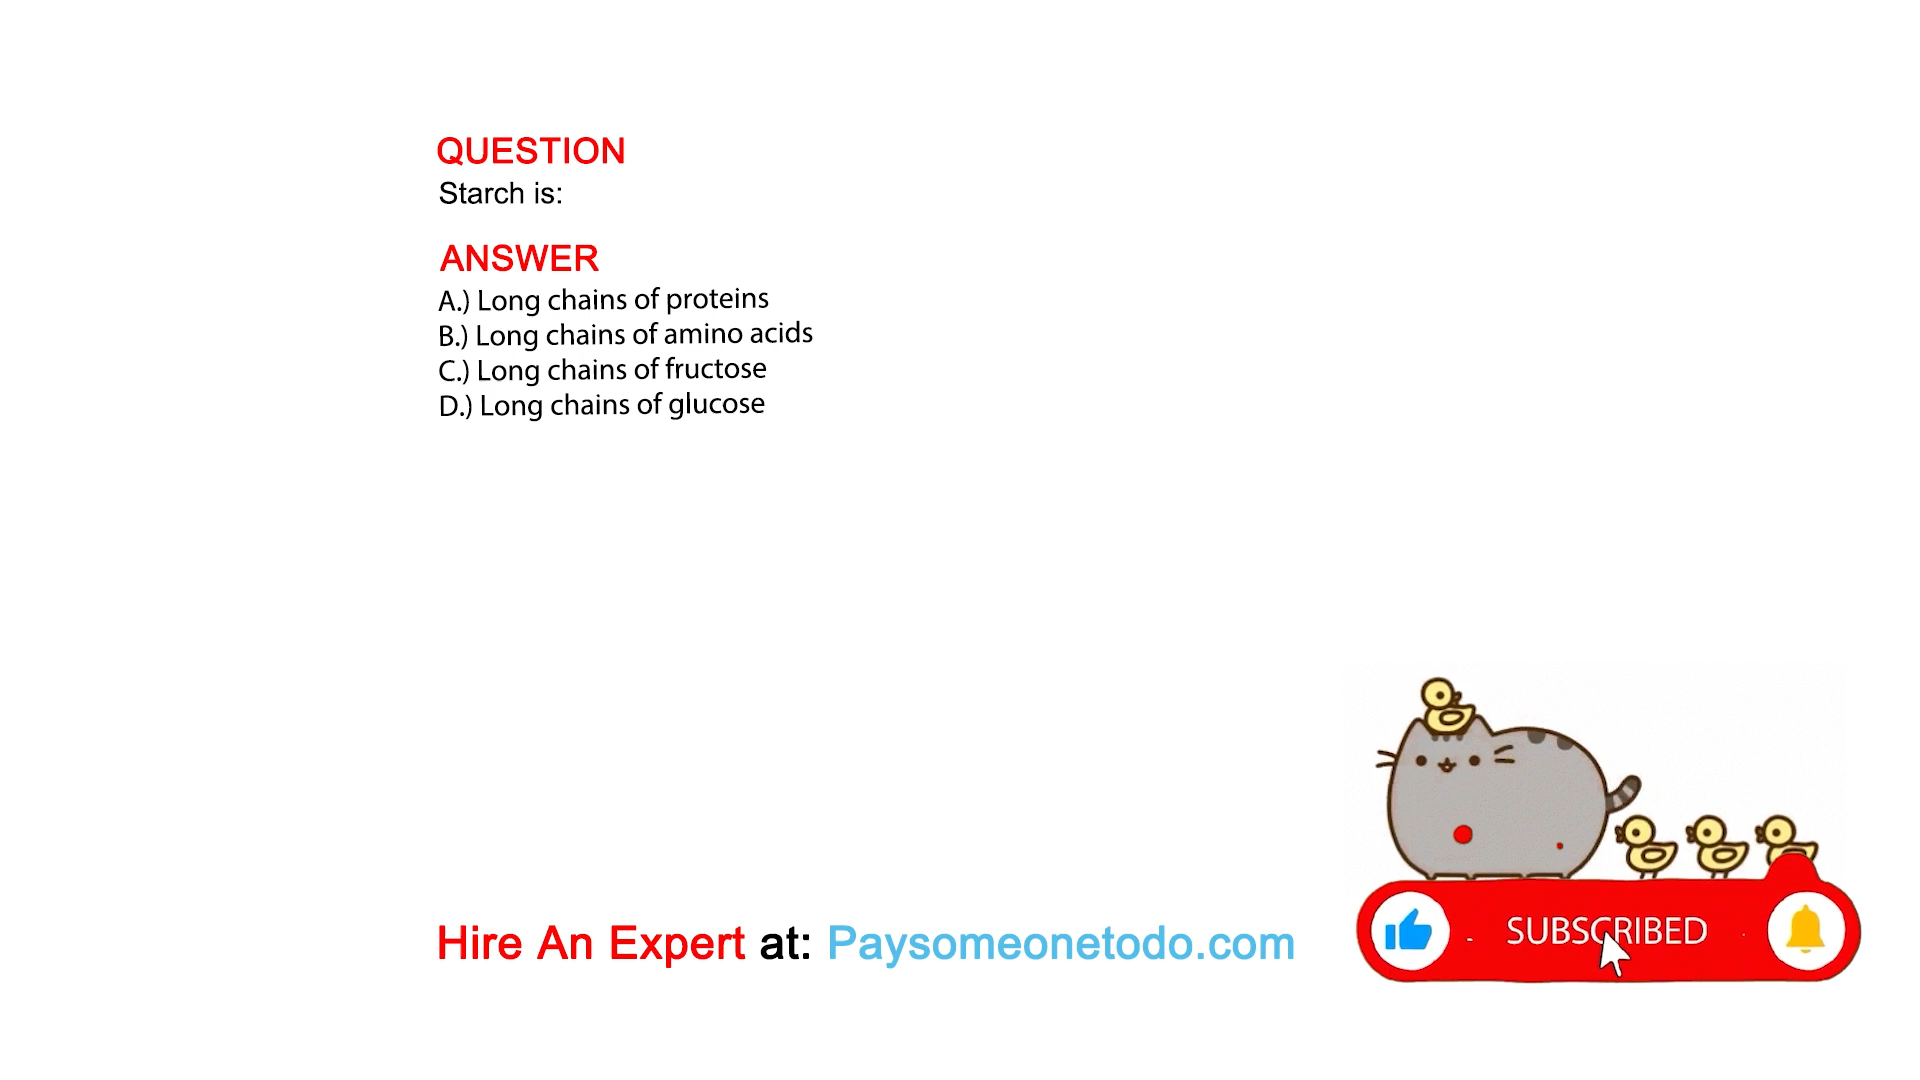 QUESTION
Starch is:
ANSWER
A.) Long chains of proteins
B.) Long chains of amino acids
C.) Long chains of fructose
D.) Long chains of glucose
Hire An Expert at: Paysomeonetodo.com
SUBSCRIBED